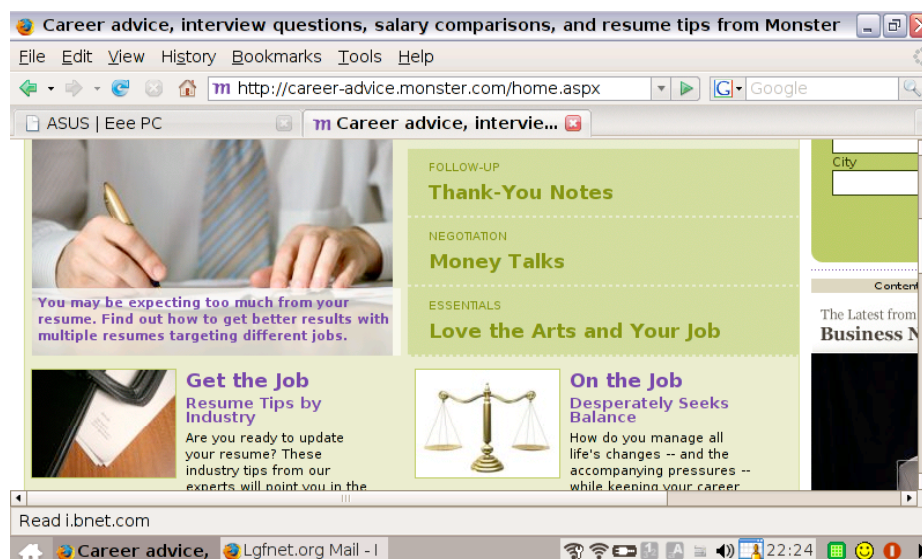 Career advice, interview questions, salary comparisons, and resume tips from Monster
File Edit View History Bookmarks Tools Help
m http://career-advice.monster.com/home.aspx G Google
ASUS | Eee PC m Career advice, intervie...
FOLLOW-UP
Thank-You Notes
NEGOTIATION
Money Talks
ESSENTIALS
Love the Arts and Your Job
You may be expecting too much from your
resume. Find out how to get better results with
multiple resumes targeting different jobs.
City
Content
The Latest from
Business N
Get the Job
Resume Tips by
Industry
Are you ready to update
your resume? These
industry tips from our
experts will point you in the
On the Job
Desperately Seeks
Balance
How do you manage all
life's changes -- and the
accompanying pressures --
while keeping your career
Read i.bnet.com
Career advice, Lgfnet.org Mail - I A 22:24